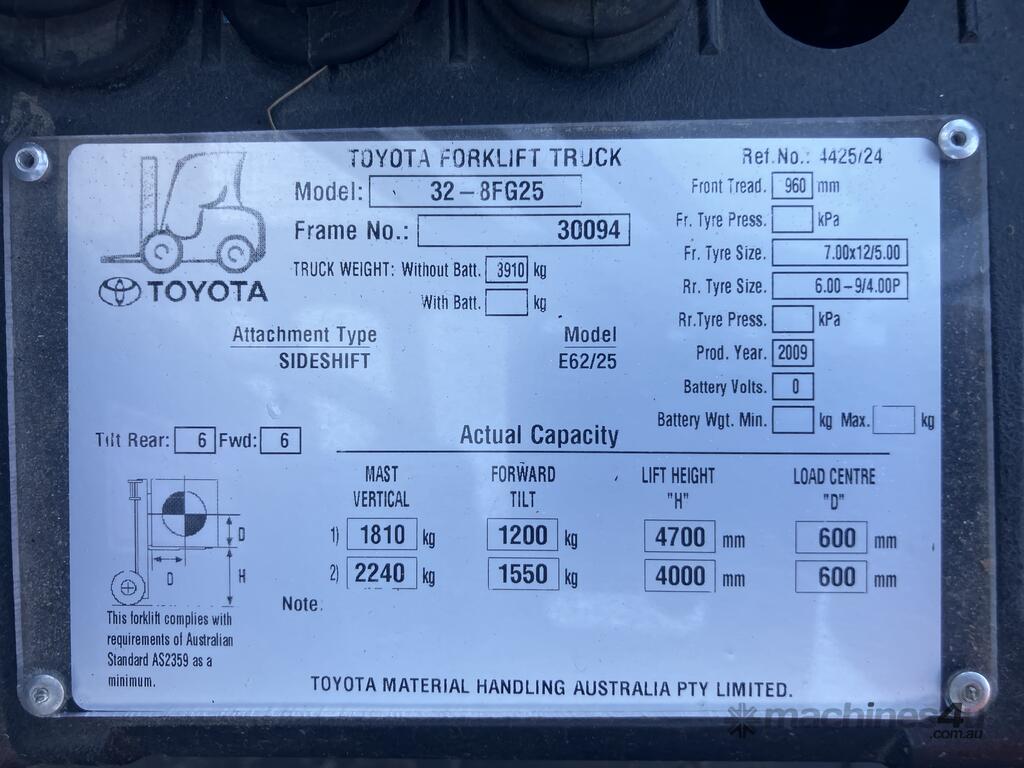 TOYOTA FORKLIFT TRUCK
Ref.No.: 4425/24
Model: 32-8FG25
Front Tread. 960 mm
Frame No.: 30094
Fr. Tyre Press. kPa
Fr. Tyre Size. 7.00x12/5.00
TRUCK WEIGHT: Without Batt. 3910 kg
Rr. Tyre Size. 6.00-9/4.00P
TOYOTA
With Batt. kg
Rr.Tyre Press. kPa
Attachment Type Model
SIDESHIFT E62/25
Prod. Year. 2009
Battery Volts. 0
Battery Wgt. Min. kg Max. kg
Tilt Rear: 6 Fwd: 6
Actual Capacity
MAST FORWARD LIFT HEIGHT LOAD CENTRE
VERTICAL TILT "H" "D"
1) 1810 kg 1200 kg 4700 mm 600 mm
2) 2240 kg 1550 kg 4000 mm 600 mm
D
D H
Note.
This forklift complies with
requirements of Australian
Standard AS2359 as a
minimum.
TOYOTA MATERIAL HANDLING AUSTRALIA PTY LIMITED.
machines4u
.com.au